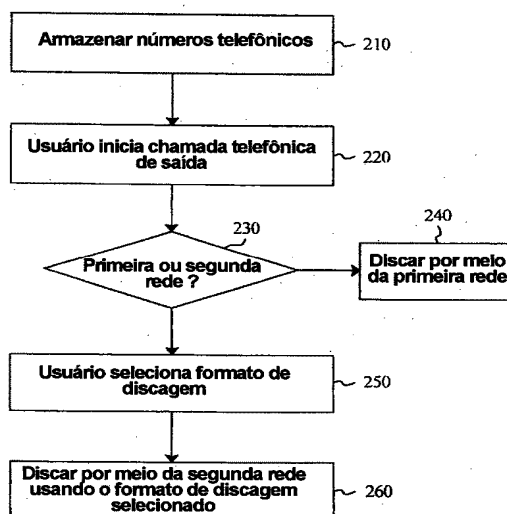 Armazenar números telefônicos
210
Usuário inicia chamada telefônica
de saída
220
230
Primeira ou segunda
rede ?
240
Discar por meio
da primeira rede
Usuário seleciona formato de
discagem
250
Discar por meio da segunda rede
usando o formato de discagem
selecionado
260